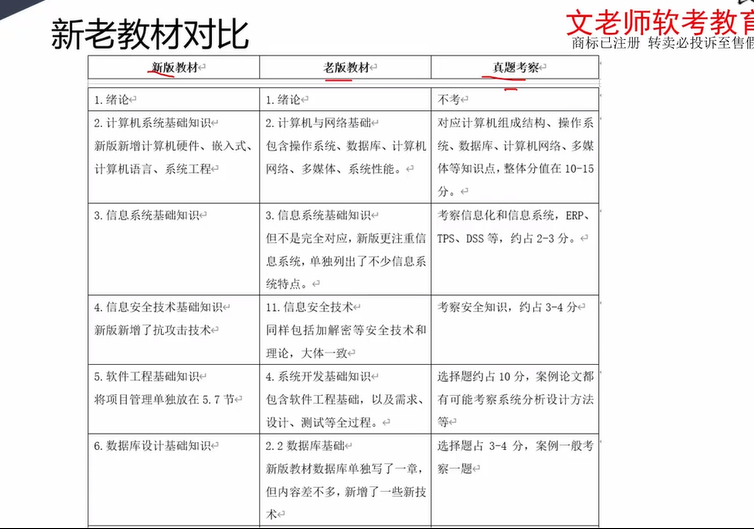 新老教材对比
文老师软考教育
商标已注册 转卖必投诉至售假
新版教材 老版教材 真题考察
1.绪论 1.绪论 不考
2.计算机系统基础知识
新版新增计算机硬件、嵌入式、
计算机语言、系统工程
2.计算机与网络基础
包含操作系统、数据库、计算机
网络、多媒体、系统性能。
对应计算机组成结构、操作系
统、数据库、计算机网络、多媒
体等知识点，整体分值在10-15
分。
3.信息系统基础知识
3.信息系统基础知识
但不是完全对应，新版更注重信
息系统，单独列出了不少信息系
统特点。
考察信息化和信息系统，ERP、
TPS、DSS 等，约占 2-3 分。
4.信息安全技术基础知识
新版新增了抗攻击技术
11.信息安全技术
同样包括加解密等安全技术和
理论，大体一致
考察安全知识，约占 3-4 分
5.软件工程基础知识
将项目管理单独放在 5.7 节
4.系统开发基础知识
包含软件工程基础，以及需求、
设计、测试等全过程。
选择题约占 10 分，案例论文都
有可能考察系统分析设计方法
等
6.数据库设计基础知识
2.2 数据库基础
新版教材数据库单独写了一章，
但内容差不多，新增了一些新技
术
选择题占 3-4 分，案例一般考
察一题